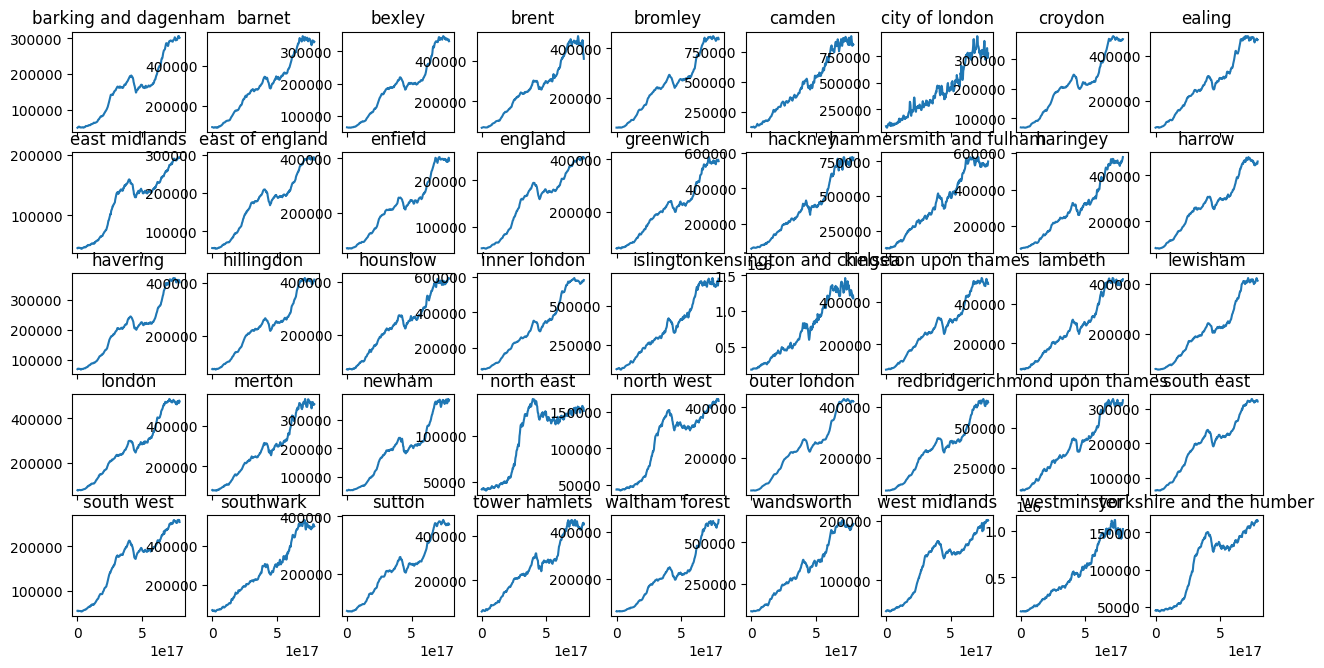 barking and dagenham
300000
200000
100000
barnet
400000
200000
bexley
300000
200000
100000
brent
400000
200000
bromley
400000
200000
camden
750000
500000
250000
city of london
750000
500000
250000
croydon
300000
200000
100000
ealing
400000
200000
east midlands
200000
100000
east of england
300000
200000
100000
enfield
400000
200000
england
200000
greenwich
400000
200000
hackney
600000
400000
200000
hammersmith and fulham
750000
500000
250000
haringey
600000
400000
200000
harrow
400000
200000
havering
300000
200000
100000
hillingdon
400000
200000
hounslow
400000
200000
inner london
600000
400000
200000
islington
500000
250000
kensington and chelsea
1e6
1.5
1.0
0.5
kingston upon thames
400000
200000
lambeth
400000
200000
lewisham
400000
200000
london
400000
200000
merton
400000
200000
newham
300000
200000
100000
north east
100000
50000
north west
150000
100000
50000
outer london
400000
200000
redbridge
400000
200000
richmond upon thames
500000
250000
south east
300000
200000
100000
south west
200000
100000
southwark
400000
200000
sutton
400000
200000
tower hamlets
400000
200000
waltham forest
400000
200000
wandsworth
500000
250000
west midlands
200000
100000
westminster
1e6
1.0
0.5
yorkshire and the humber
150000
100000
50000
0 5 0 5 0 5 0 5 0 5 0 5 0 5 0 5 0 5
1e17 1e17 1e17 1e17 1e17 1e17 1e17 1e17 1e17